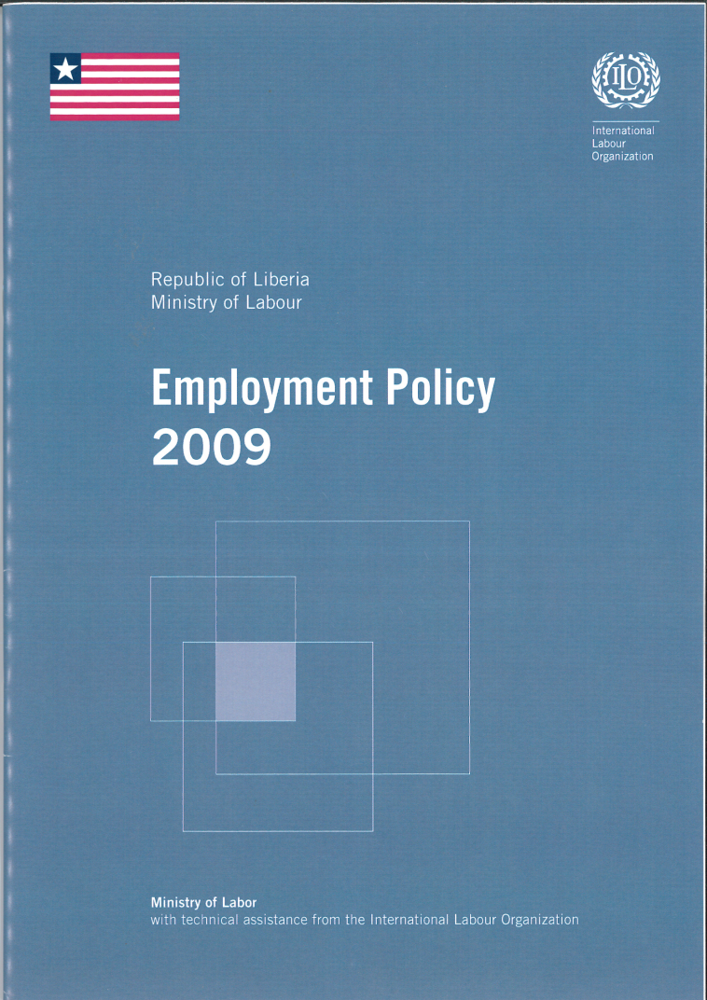 ILO
International
Labour
Organization
Republic of Liberia
Ministry of Labour
Employment Policy
2009
Ministry of Labor
with technical assistance from the International Labour Organization